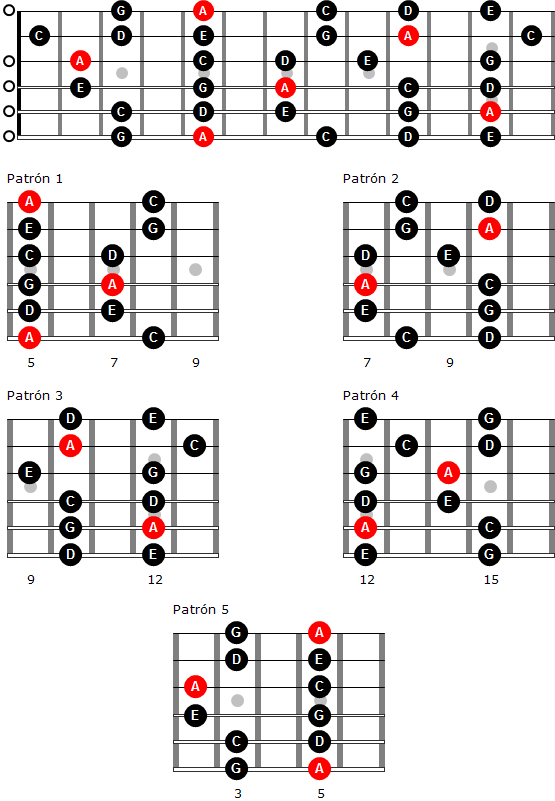 G A C D E
C D E G A C
A C D E G
E G A C D
C D E G A
G A C D E
Patrón 1
A C
E G
C D
G A
D E
A C
5 7 9
Patrón 2
C D
G A
D E
A C
E G
C D
7 9
Patrón 3
D E
A C
E G
C D
G A
D E
9 12
Patrón 4
E G
C D
G A
D E
A C
E G
12 15
Patrón 5
G A
D E
A C
E G
C D
G A
3 5